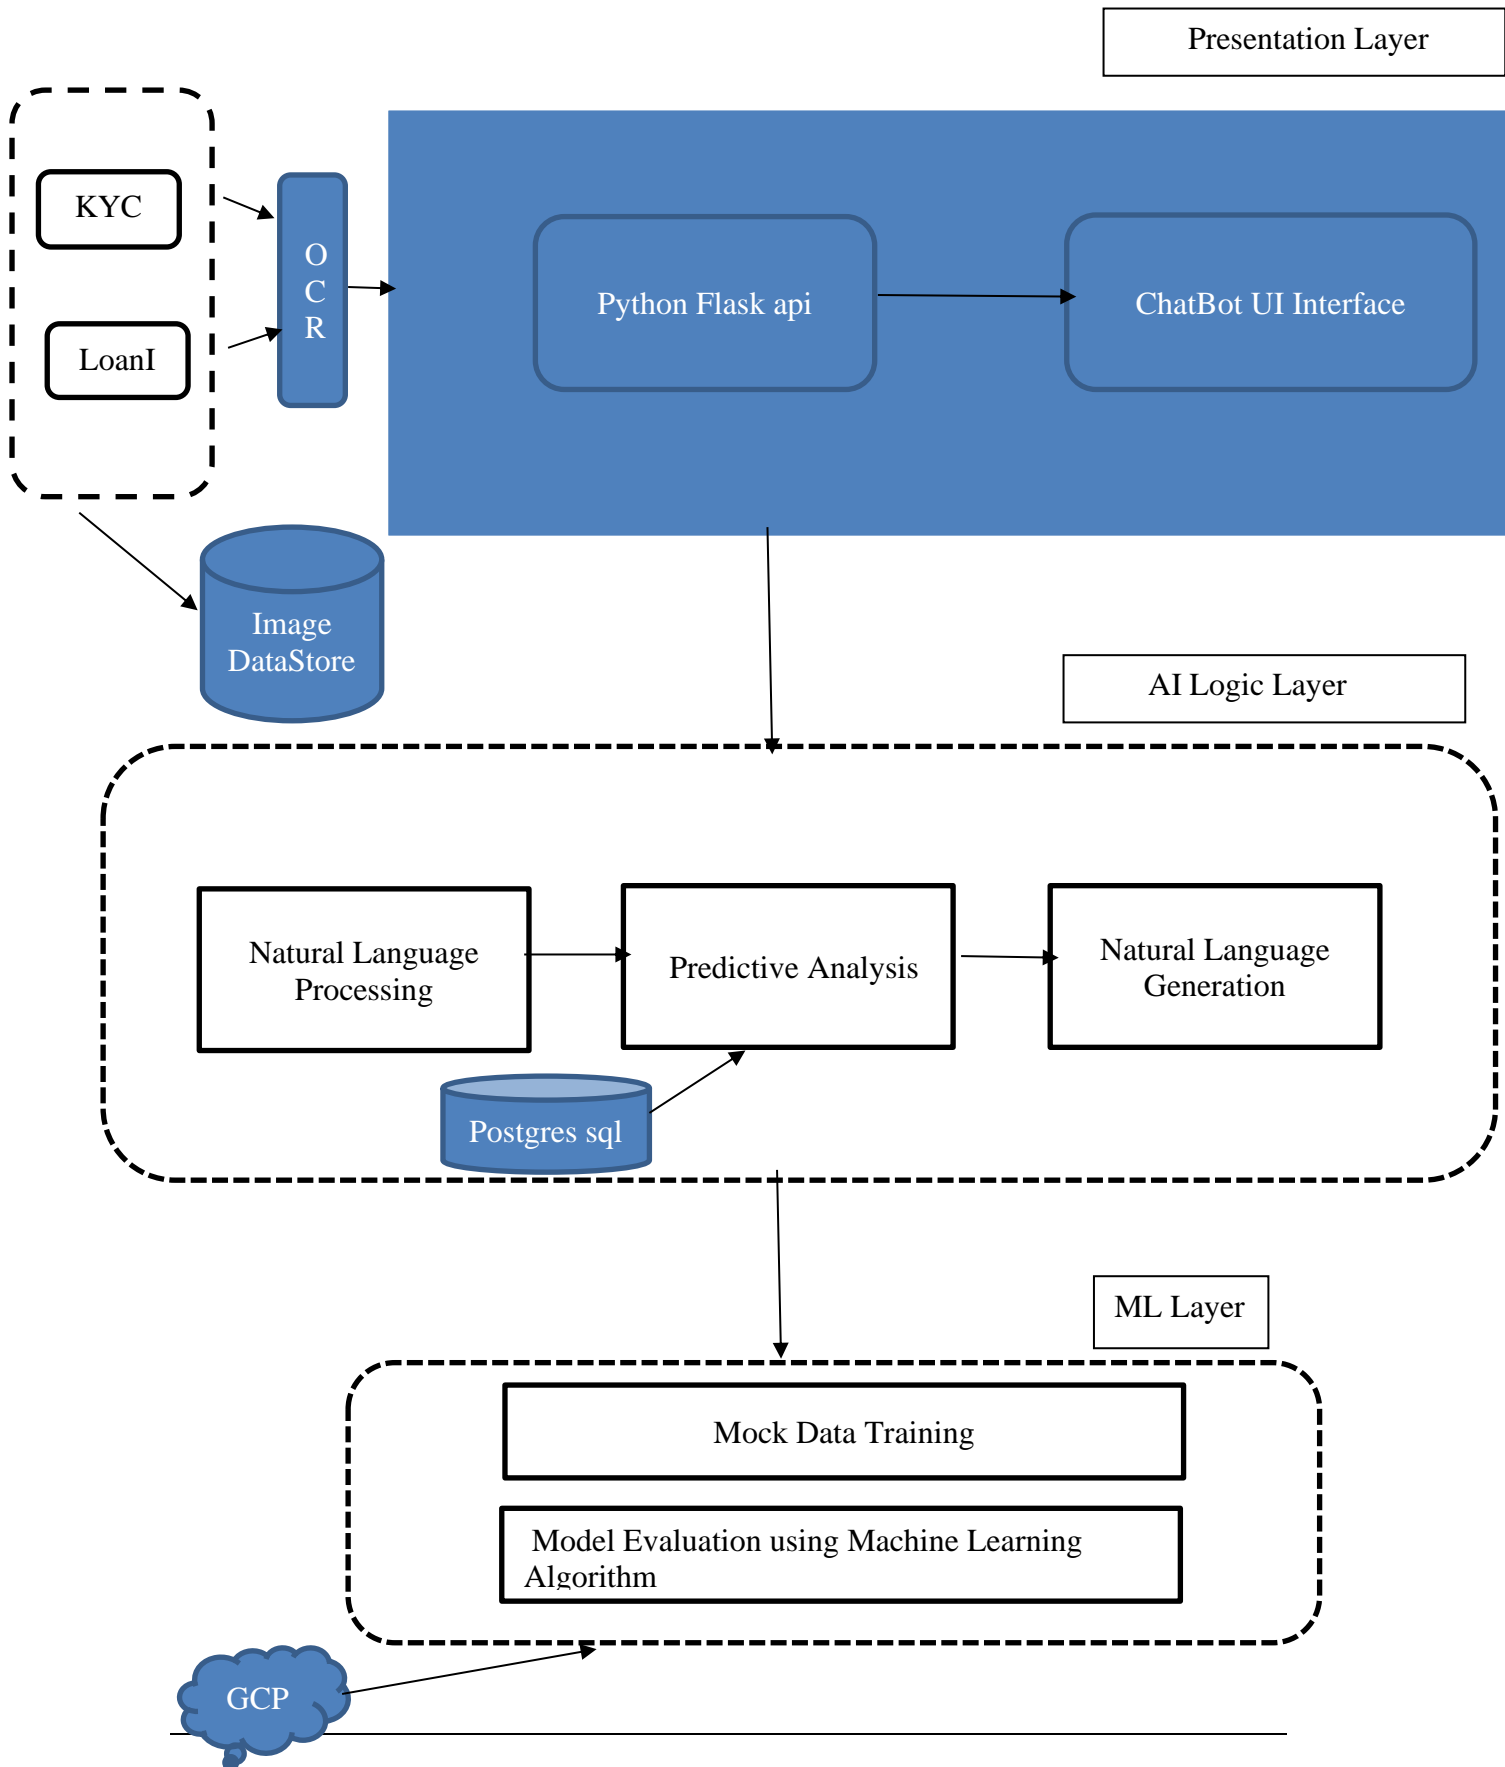 Presentation Layer
KYC
LoanI
O
C
R
Python Flask api
ChatBot UI Interface
Image
DataStore
AI Logic Layer
Natural Language
Processing
Predictive Analysis
Natural Language
Generation
Postgres sql
ML Layer
Mock Data Training
Model Evaluation using Machine Learning
Algorithm
GCP